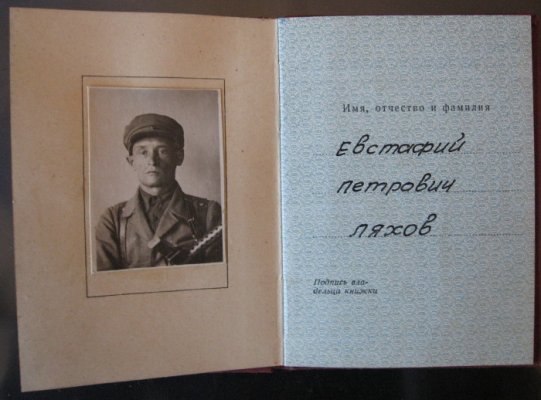 Имя, отчество и фамилия
Евстафий
Петрович
Ляхов
Подпись вла-
дельца книжки